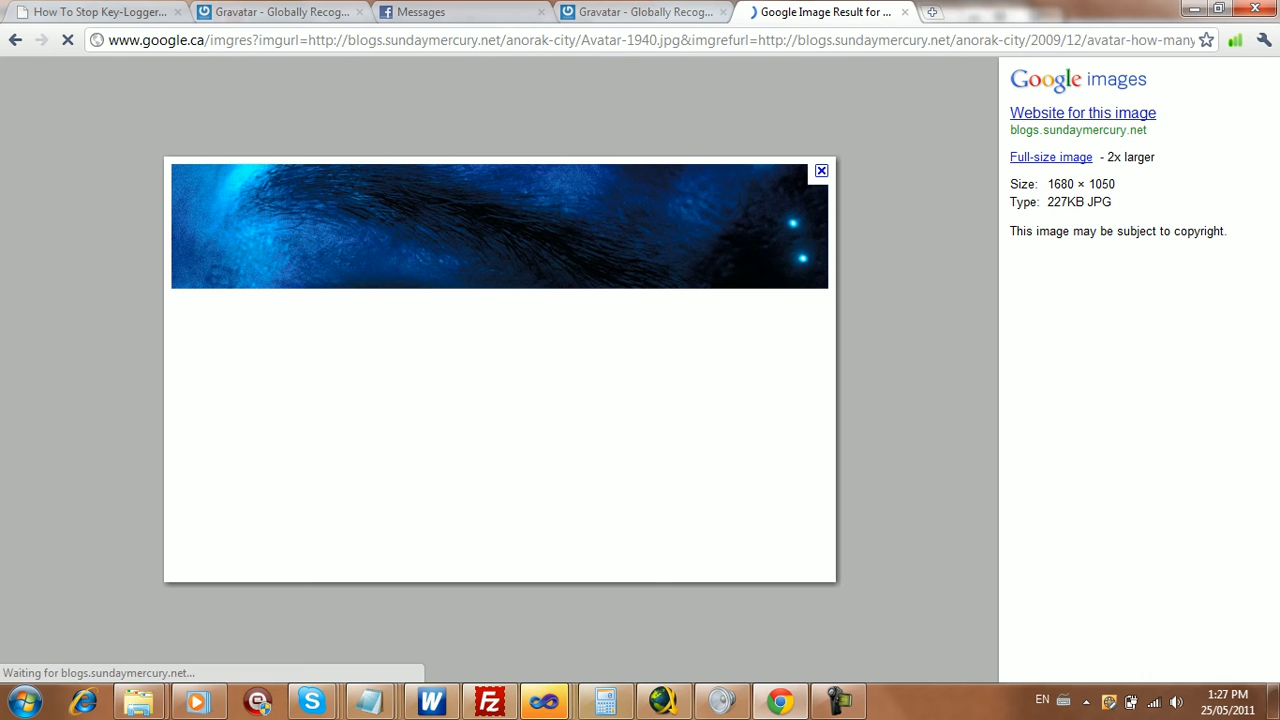 How To Stop Key-Logger...
Gravatar - Globally Recog...
Messages
Gravatar - Globally Recog...
Google Image Result for ...
www.google.ca/imgres?imgurl=http://blogs.sundaymercury.net/anorak-city/Avatar-1940.jpg&imgrefurl=http://blogs.sundaymercury.net/anorak-city/2009/12/avatar-how-many
Google images
Website for this image
blogs.sundaymercury.net
Full-size image - 2x larger
Size: 1680 × 1050
Type: 227KB JPG
This image may be subject to copyright.
Waiting for blogs.sundaymercury.net...
EN
1:27 PM
25/05/2011